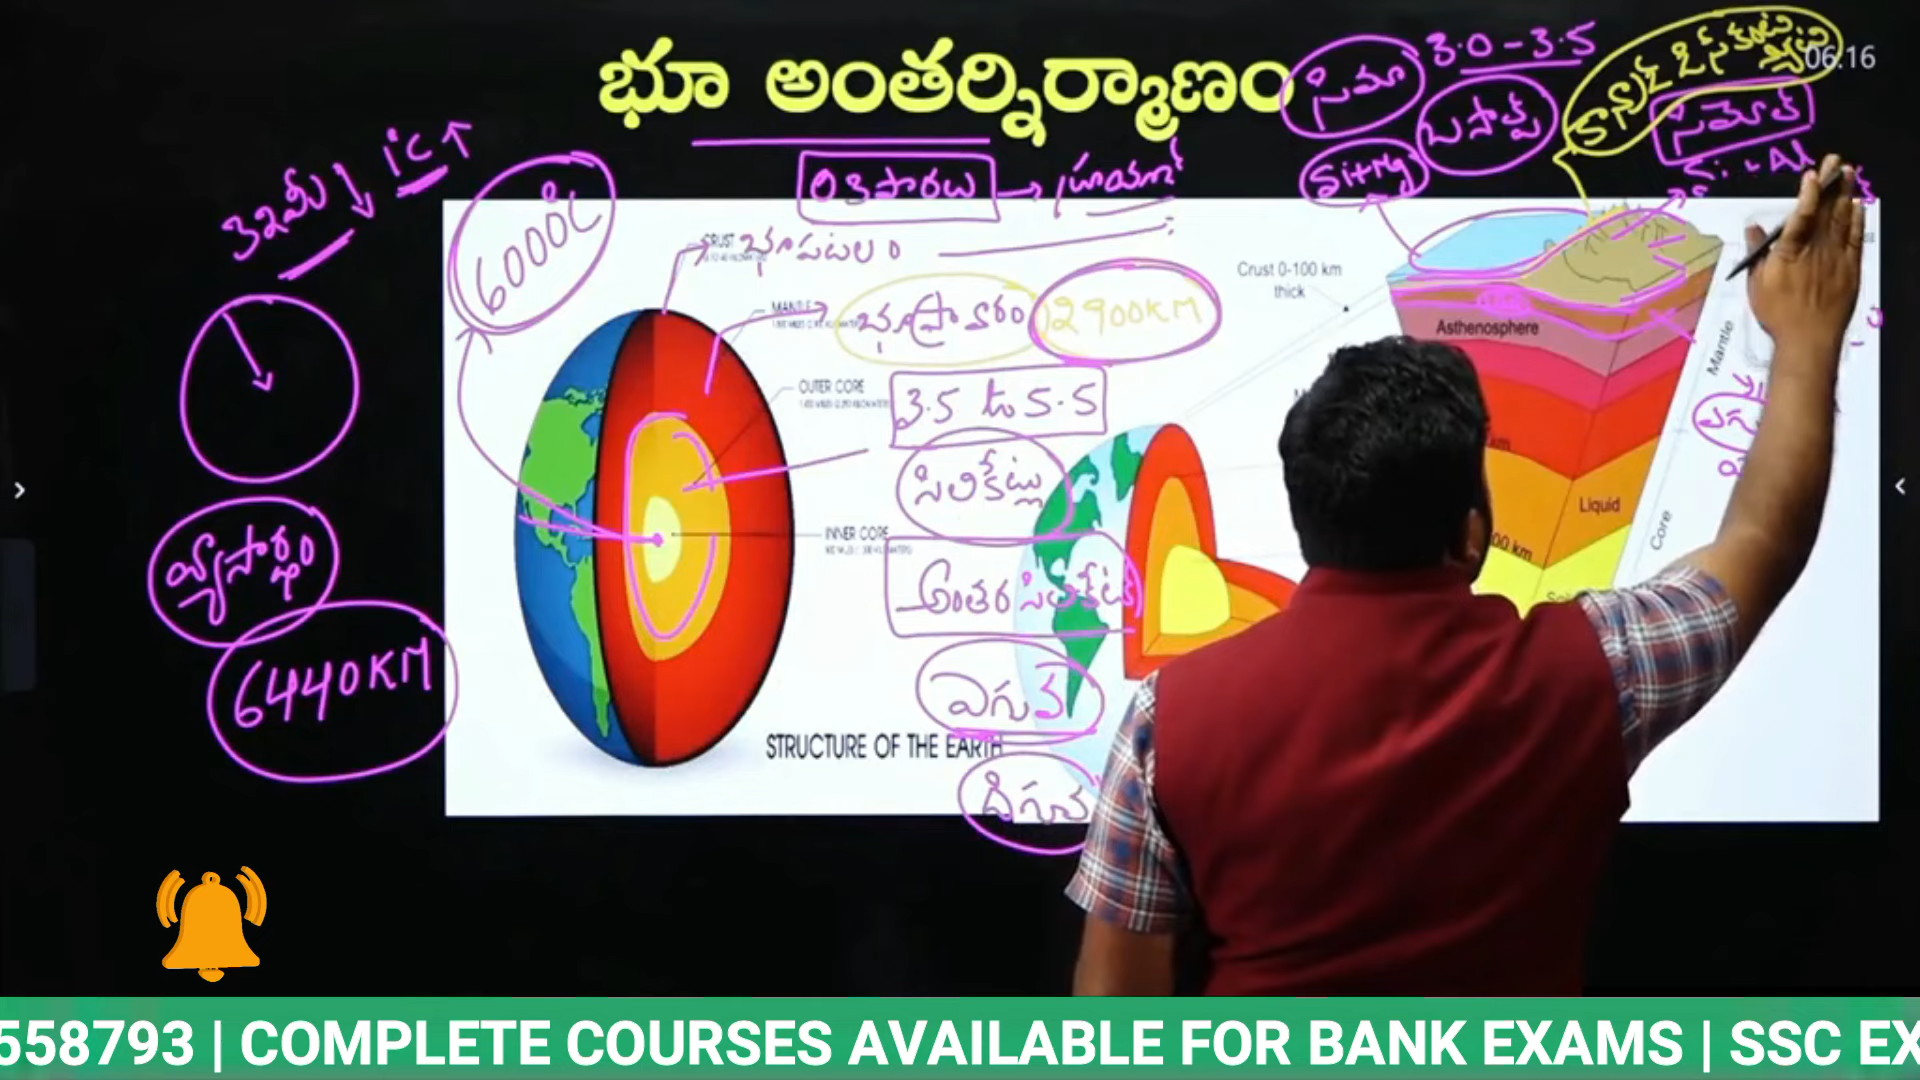 భూ అంతర్నిర్మాణం
సిమా
3.0-3.5
06.16
బసాల్ట్
Si+Mg
సియాల్
32మీ
1°C
03 పొరలు
6000°C
CRUST
భూపటలం
MANTLE
భూప్రావారం
2900KM
OUTER CORE
3.5 to 5.5
సిలికేట్లు
INNER CORE
అంతర సిలికేట్
ఎగువ
దిగువ
వ్యాసార్ధం
6440KM
STRUCTURE OF THE EARTH
Crust 0-100 km
thick
Asthenosphere
Mantle
Liquid
Core
558793 | COMPLETE COURSES AVAILABLE FOR BANK EXAMS | SSC EX